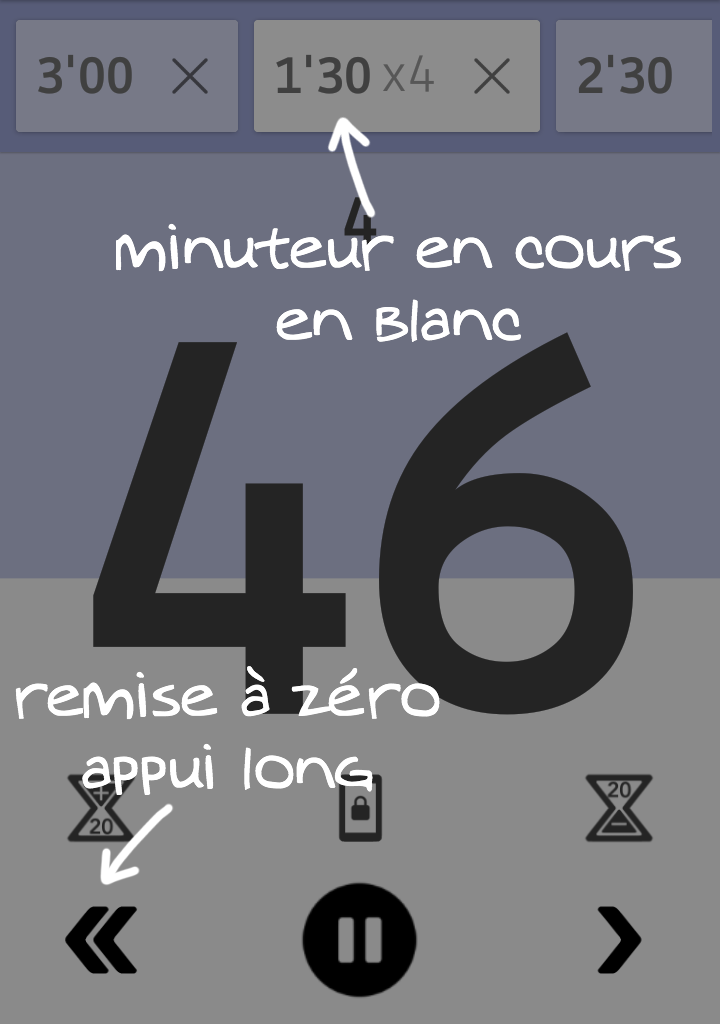 3'00
1'30 x4
2'30
4
minuteur en cours
en Blanc
46
remise à zéro
appui long
+
20
20
−